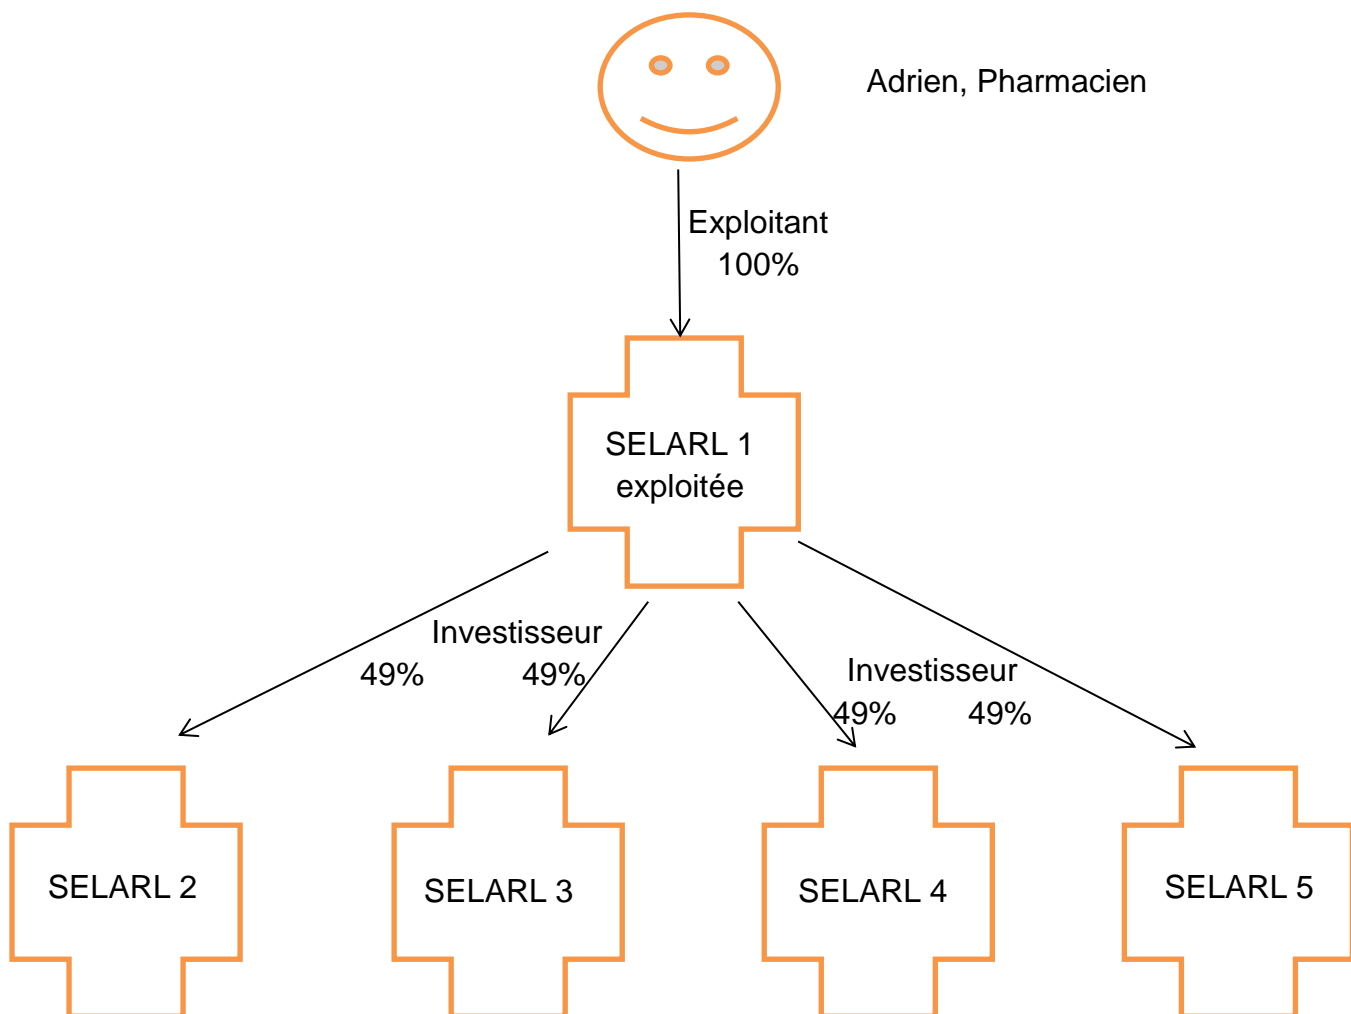 Adrien, Pharmacien
Exploitant
100%
SELARL 1
exploitée
Investisseur
49% 49%
Investisseur
49% 49%
SELARL 2
SELARL 3
SELARL 4
SELARL 5